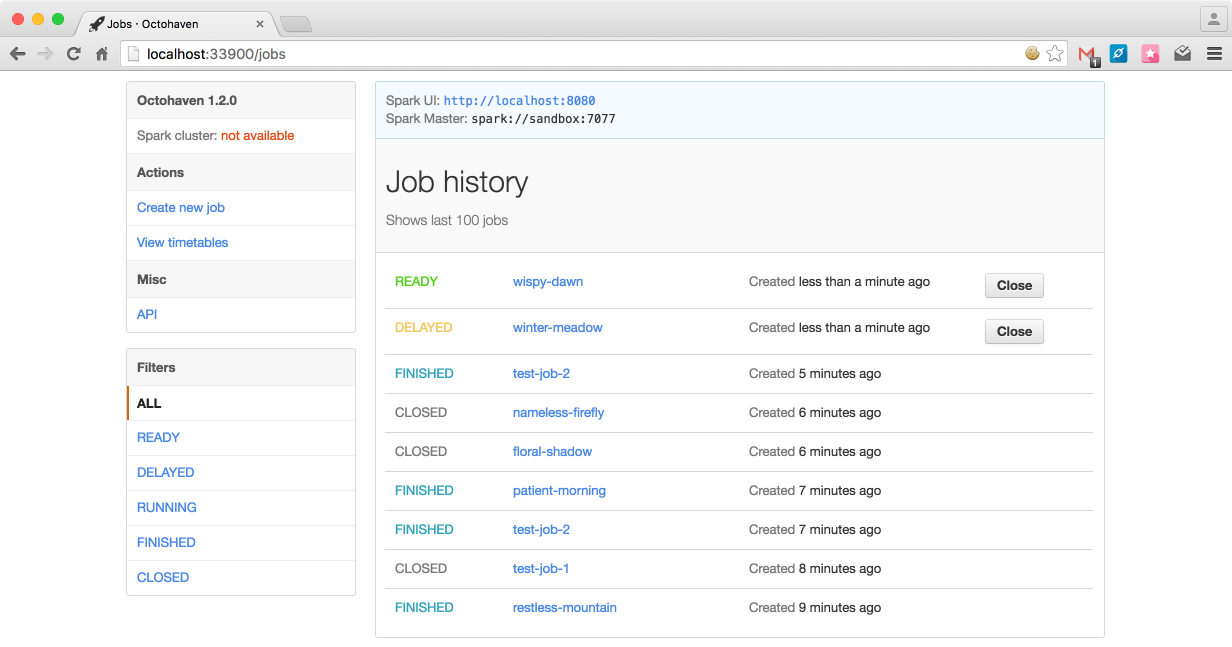 Jobs · Octohaven
localhost:33900/jobs
1
Octohaven 1.2.0
Spark cluster: not available
Actions
Create new job
View timetables
Misc
API
Filters
ALL
READY
DELAYED
RUNNING
FINISHED
CLOSED
Spark UI: http://localhost:8080
Spark Master: spark://sandbox:7077
Job history
Shows last 100 jobs
READY wispy-dawn Created less than a minute ago Close
DELAYED winter-meadow Created less than a minute ago Close
FINISHED test-job-2 Created 5 minutes ago
CLOSED nameless-firefly Created 6 minutes ago
CLOSED floral-shadow Created 6 minutes ago
FINISHED patient-morning Created 7 minutes ago
FINISHED test-job-2 Created 7 minutes ago
CLOSED test-job-1 Created 8 minutes ago
FINISHED restless-mountain Created 9 minutes ago